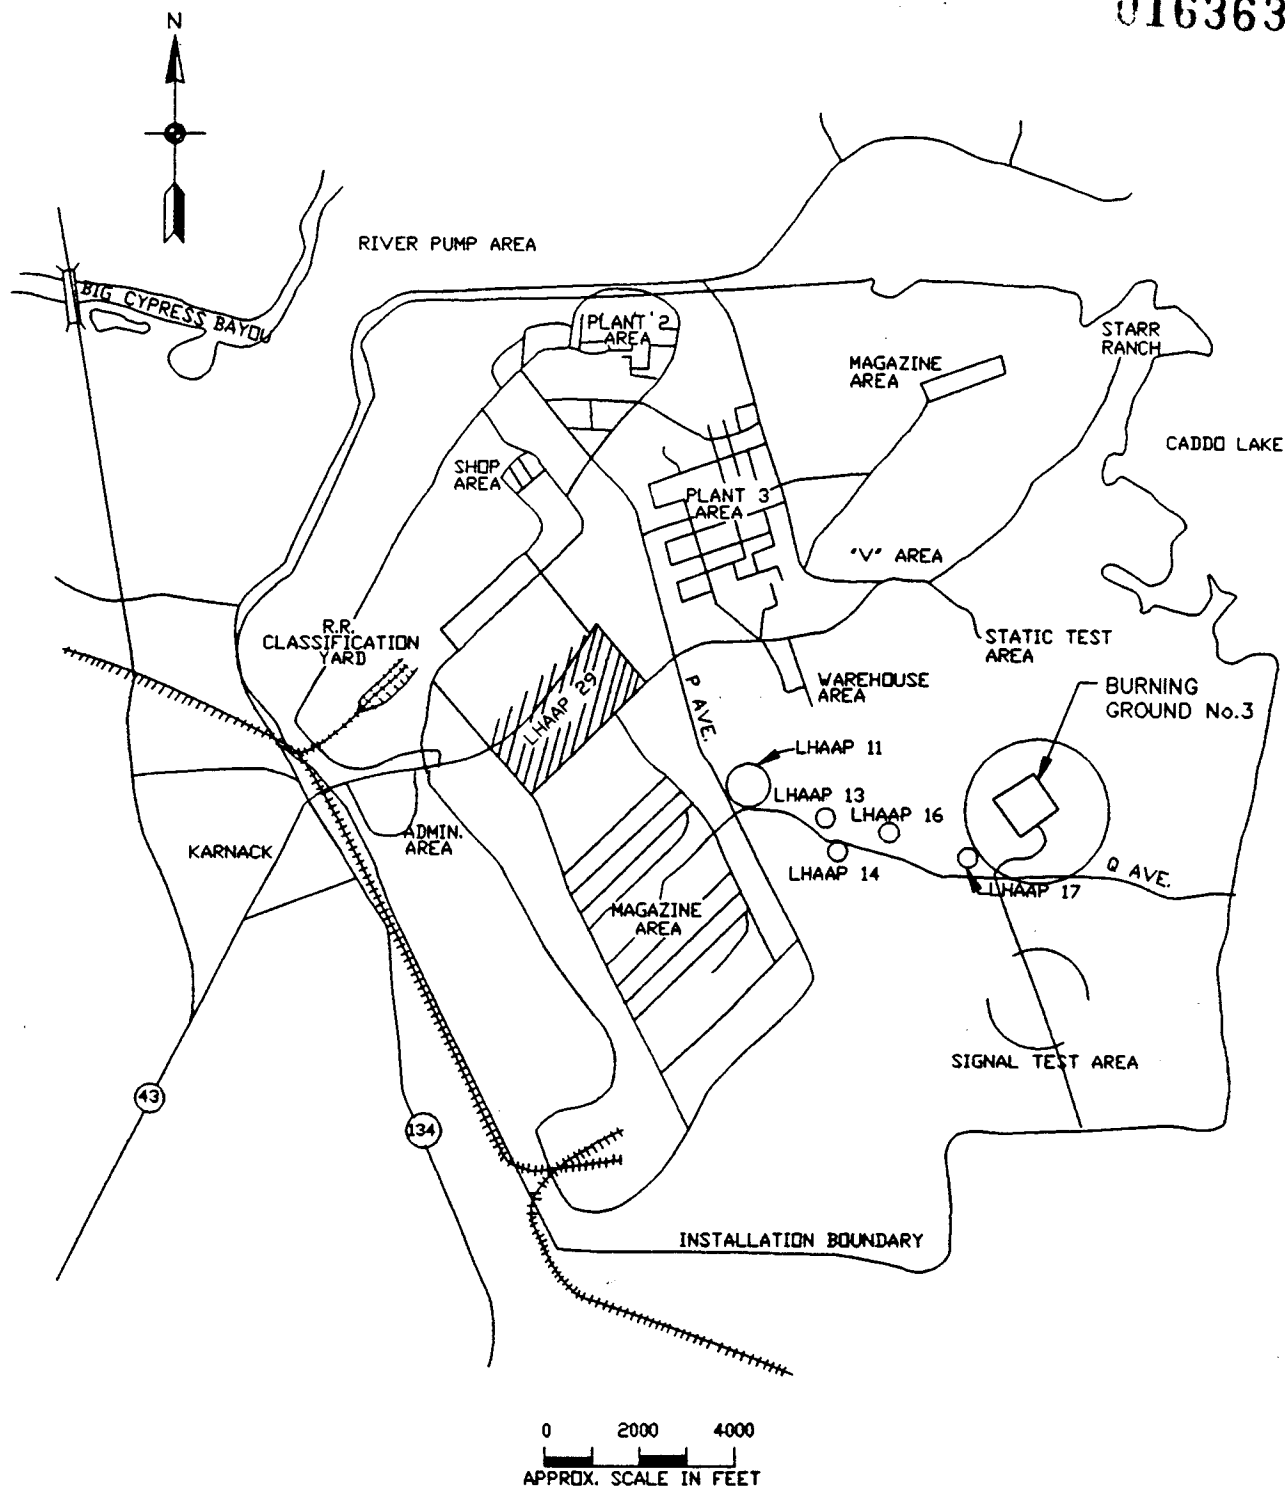 016363
N
RIVER PUMP AREA
BIG CYPRESS BAYOU
PLANT 2
AREA
STARR
RANCH
MAGAZINE
AREA
CADDO LAKE
SHOP
AREA
PLANT 3
AREA
"V" AREA
R.R.
CLASSIFICATION
YARD
STATIC TEST
AREA
WAREHOUSE
AREA
BURNING
GROUND No.3
LHAAP 29
P AVE.
LHAAP 11
LHAAP 13
LHAAP 16
ADMIN.
AREA
KARNACK
LHAAP 14
Q AVE.
LHAAP 17
MAGAZINE
AREA
SIGNAL TEST AREA
43
134
INSTALLATION BOUNDARY
0 2000 4000
APPROX. SCALE IN FEET